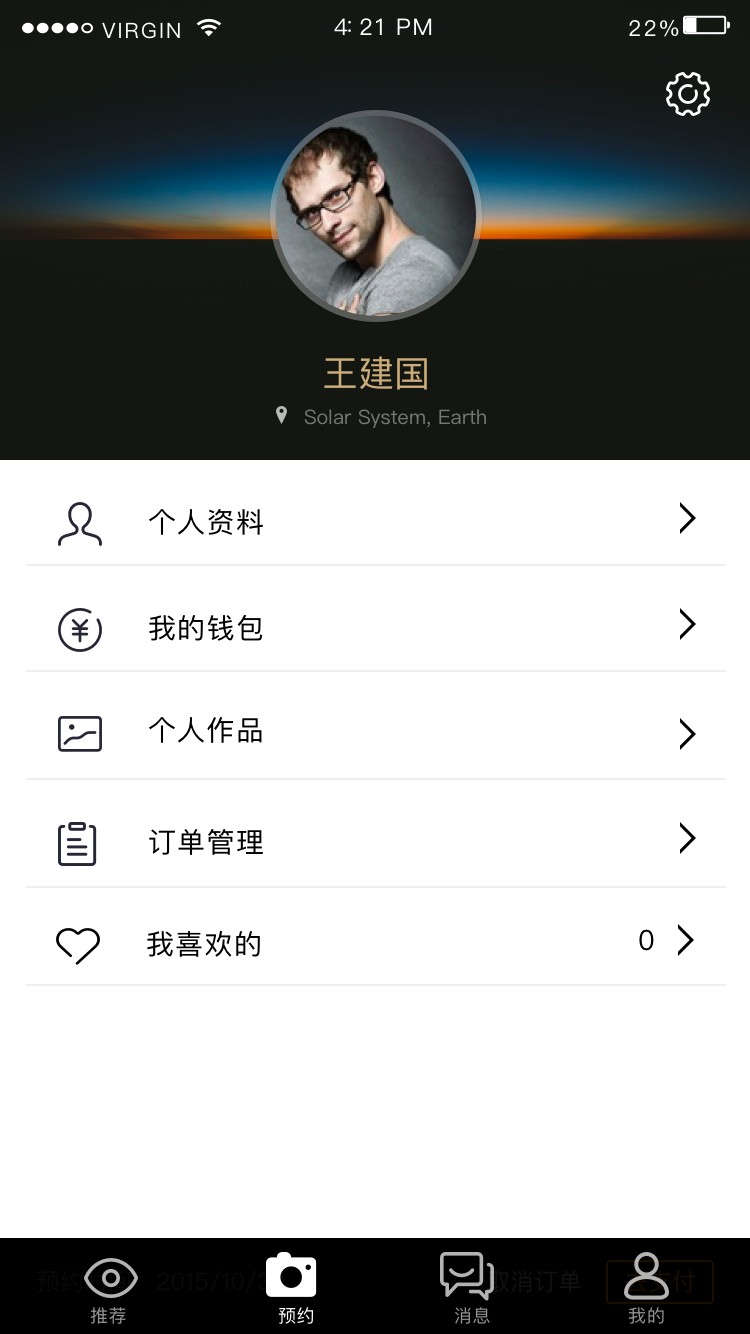 VIRGIN 4: 21 PM 22%
王建国
Solar System, Earth
个人资料
我的钱包
个人作品
订单管理
我喜欢的 0
预约 2015/10/ 取消订单 付
推荐 预约 消息 我的